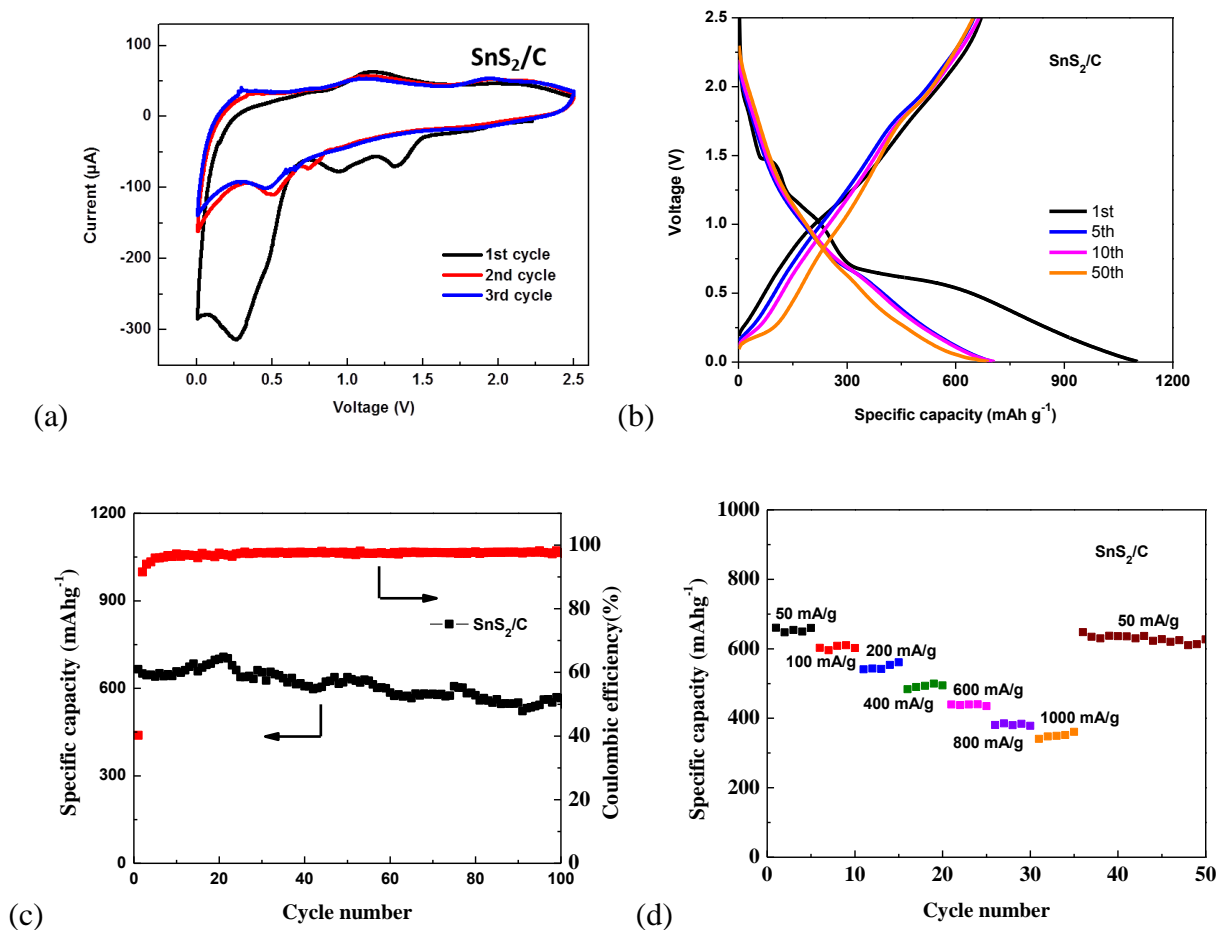 100
50
0
-50
-100
-150
-200
-250
-300
-350
Current (µA)
SnS2/C
1st cycle
2nd cycle
3rd cycle
0.0 0.5 1.0 1.5 2.0 2.5
Voltage (V)
(a)
2.5
2.0
1.5
1.0
0.5
0.0
Voltage (V)
SnS2/C
1st
5th
10th
50th
0 300 600 900 1200
Specific capacity (mAh g-1)
(b)
1200
900
600
300
0
Specific capacity (mAhg-1)
100
80
60
40
20
0
Coulombic efficiency(%)
SnS2/C
0 20 40 60 80 100
Cycle number
(c)
1000
800
600
400
200
0
Specific capacity (mAhg-1)
SnS2/C
50 mA/g
100 mA/g
200 mA/g
400 mA/g
600 mA/g
800 mA/g
1000 mA/g
50 mA/g
0 10 20 30 40 50
Cycle number
(d)